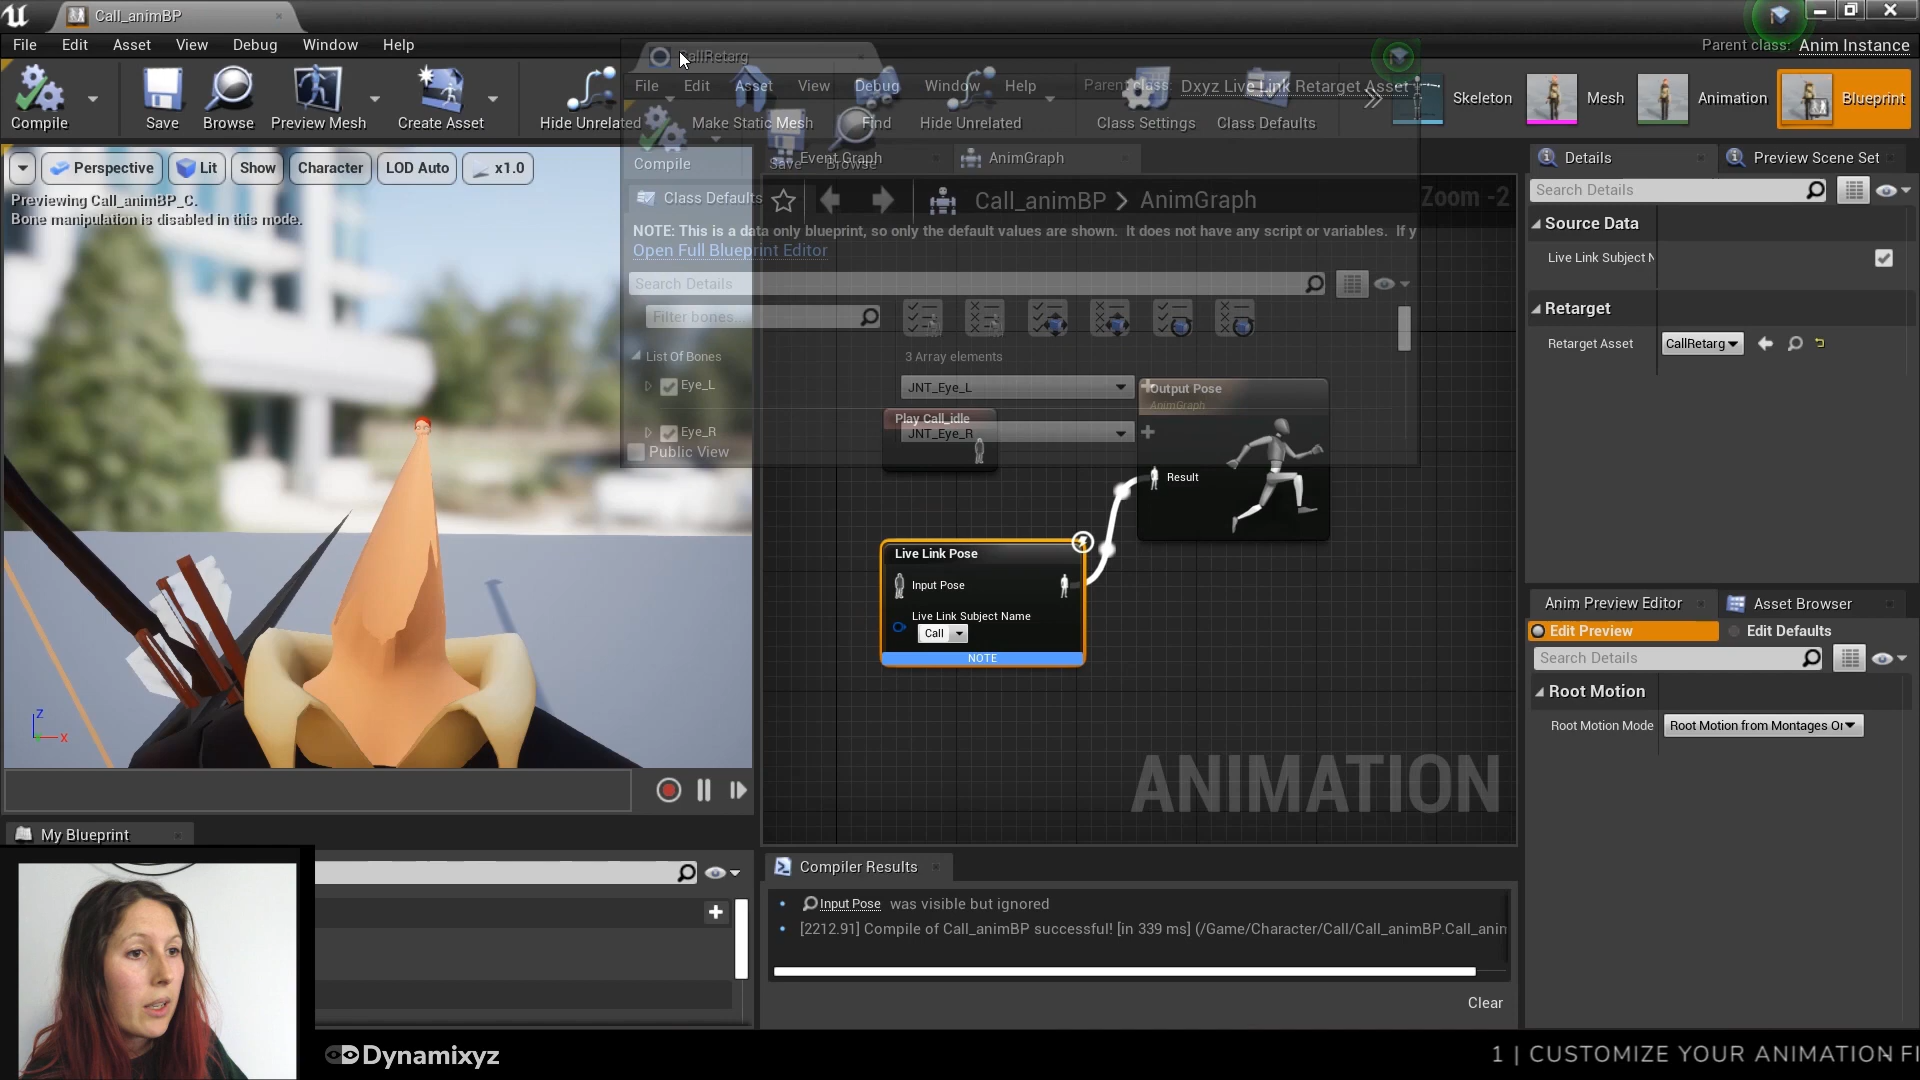 Call_animBP
File Edit Asset View Debug Window Help
Parent class: Anim Instance
CallRetarg
File Edit Asset View Debug Window Help
Parent class: Dxyz Live Link Retarget Asset
Compile Save Browse Preview Mesh Create Asset Hide Unrelated Make Static Mesh Find Hide Unrelated Class Settings Class Defaults
Skeleton Mesh Animation Blueprint
Compile Save Browse
Perspective Lit Show Character LOD Auto x1.0
Event Graph AnimGraph
Details Preview Scene Set
Previewing Call_animBP_C.
Bone manipulation is disabled in this mode.
Class Defaults
Call_animBP > AnimGraph
Zoom -2
Search Details
Source Data
Live Link Subject N
Retarget
Retarget Asset CallRetarg
NOTE: This is a data only blueprint, so only the default values are shown. It does not have any script or variables. If y
Open Full Blueprint Editor
Search Details
Filter bones...
List Of Bones
3 Array elements
Eye_L JNT_Eye_L
Eye_R JNT_Eye_R
Public View
Play Call_idle
Output Pose
AnimGraph
Result
Live Link Pose
Input Pose
Live Link Subject Name
Call
NOTE
ANIMATION
Anim Preview Editor Asset Browser
Edit Preview Edit Defaults
Search Details
Root Motion
Root Motion Mode Root Motion from Montages Or
Z
X
My Blueprint
Compiler Results
• Input Pose was visible but ignored
• [2212.91] Compile of Call_animBP successful! [in 339 ms] (/Game/Character/Call/Call_animBP.Call_anim
Clear
Dynamixyz
1 | CUSTOMIZE YOUR ANIMATION FI